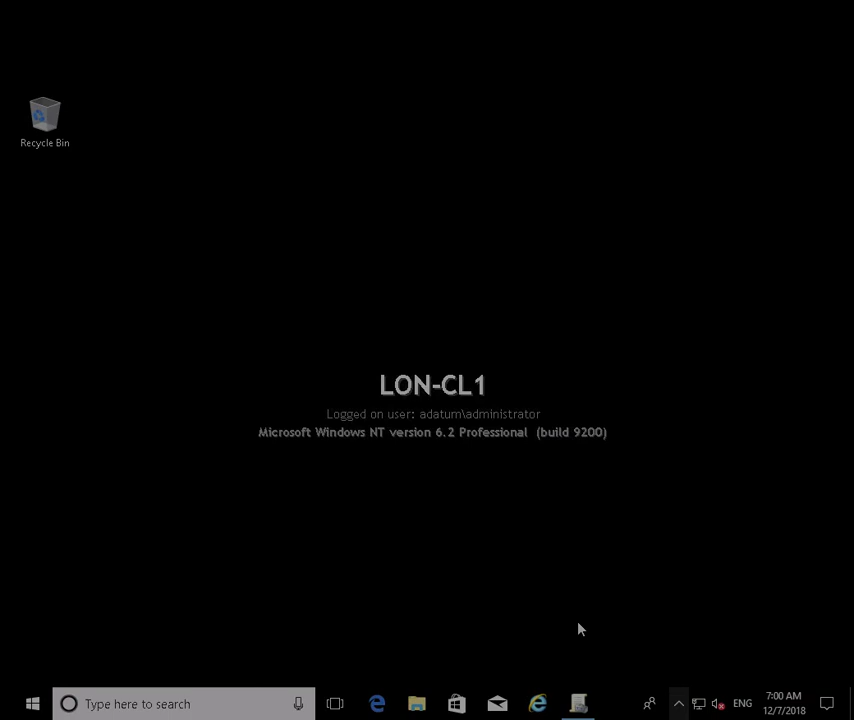 Recycle Bin
LON-CL1
Logged on user: adatum\administrator
Microsoft Windows NT version 6.2 Professional (build 9200)
Type here to search
ENG
7:00 AM
12/7/2018